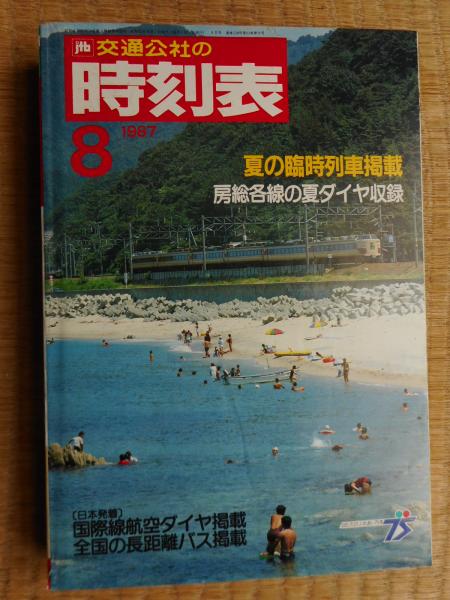 jtb 交通公社の
時刻表
8 1987
夏の臨時列車掲載
房総各線の夏ダイヤ収録
〔日本発着〕
国際線航空ダイヤ掲載
全国の長距離バス掲載
75